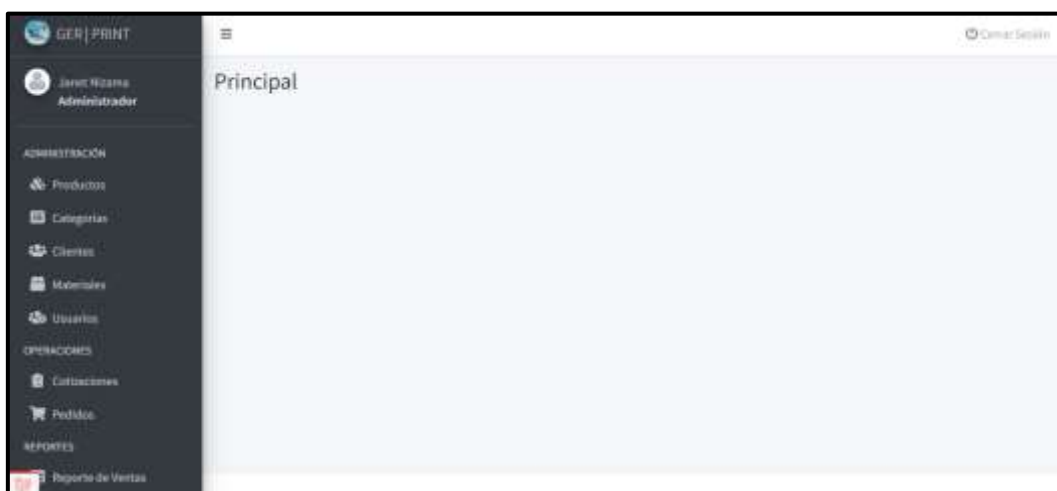 GER| PRINT
Cerrar Sesión
Janet Nizama
Administrador
Principal
ADMINISTRACIÓN
Productos
Categorías
Clientes
Materiales
Usuarios
OPERACIONES
Cotizaciones
Pedidos
REPORTES
Reporte de Ventas